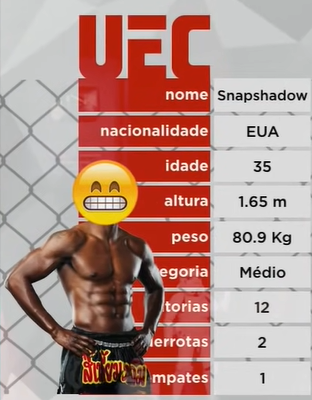 UFC
nome Snapshadow
nacionalidade EUA
idade 35
altura 1.65 m
peso 80.9 Kg
egoria Médio
torias 12
errotas 2
mpates 1